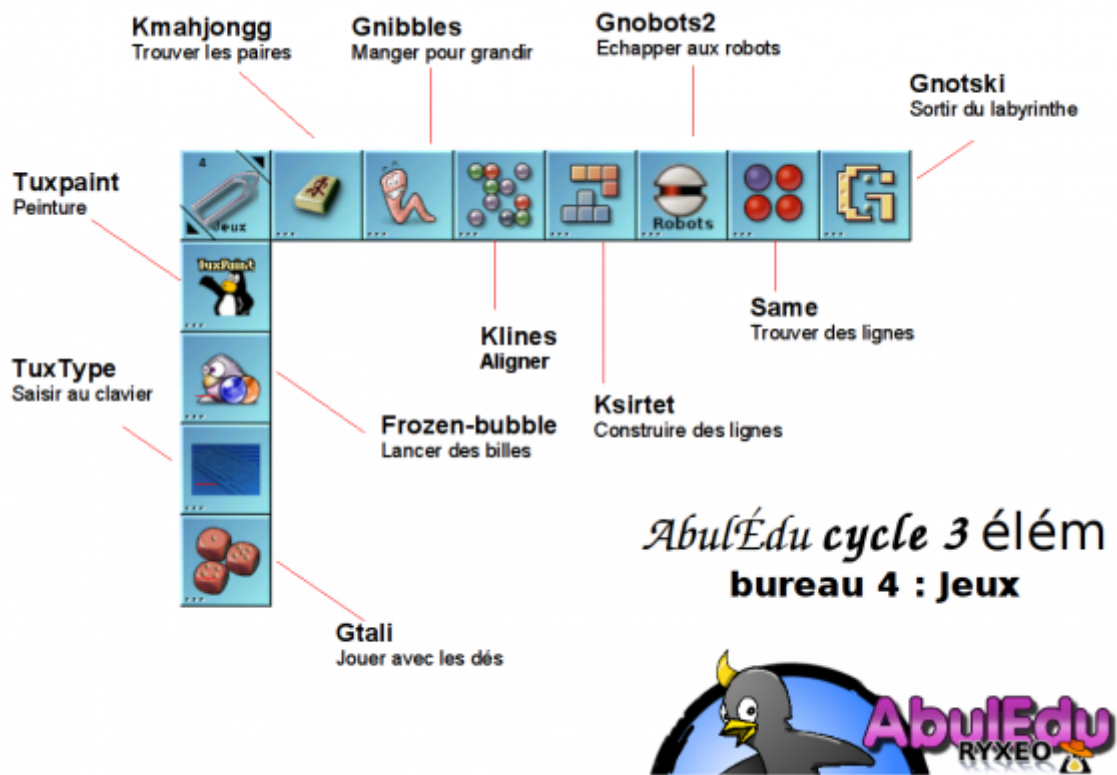 Kmahjongg
Trouver les paires
Gnibbles
Manger pour grandir
Gnobots2
Echapper aux robots
Gnotski
Sortir du labyrinthe
Tuxpaint
Peinture
4
Jeux
Robots
TuxPaint
Klines
Aligner
Same
Trouver des lignes
TuxType
Saisir au clavier
Ksirtet
Construire des lignes
Frozen-bubble
Lancer des billes
AbulÉdu cycle 3 élém
bureau 4 : Jeux
Gtali
Jouer avec les dés
AbulEdu
RYXEO